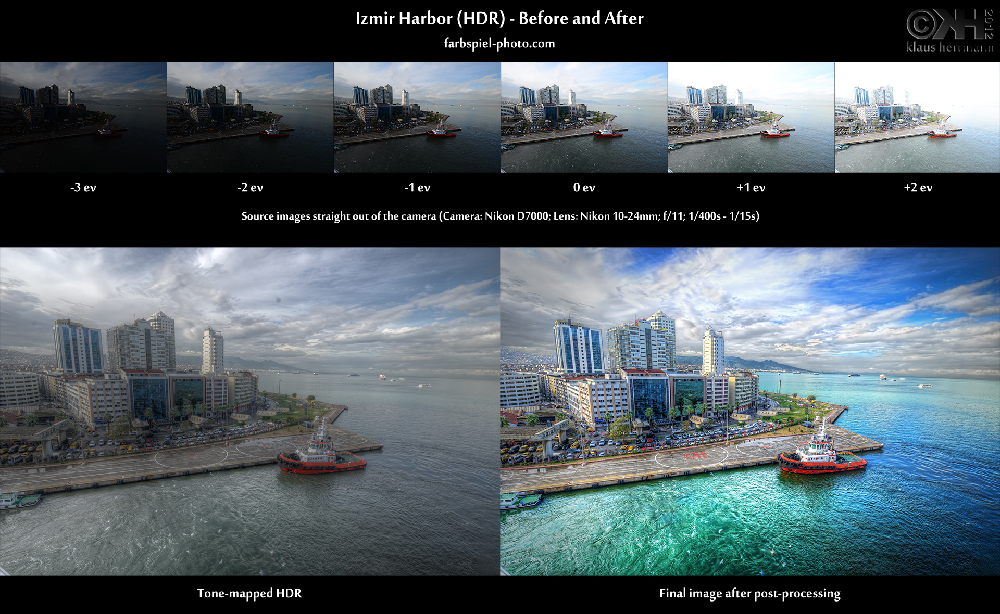 Izmir Harbor (HDR) - Before and After
farbspiel-photo.com
©KH 2012
klaus herrmann
-3 ev
-2 ev
-1 ev
0 ev
+1 ev
+2 ev
Source images straight out of the camera (Camera: Nikon D7000; Lens: Nikon 10-24mm; f/11; 1/400s - 1/15s)
©KH
Tone-mapped HDR
Final image after post-processing